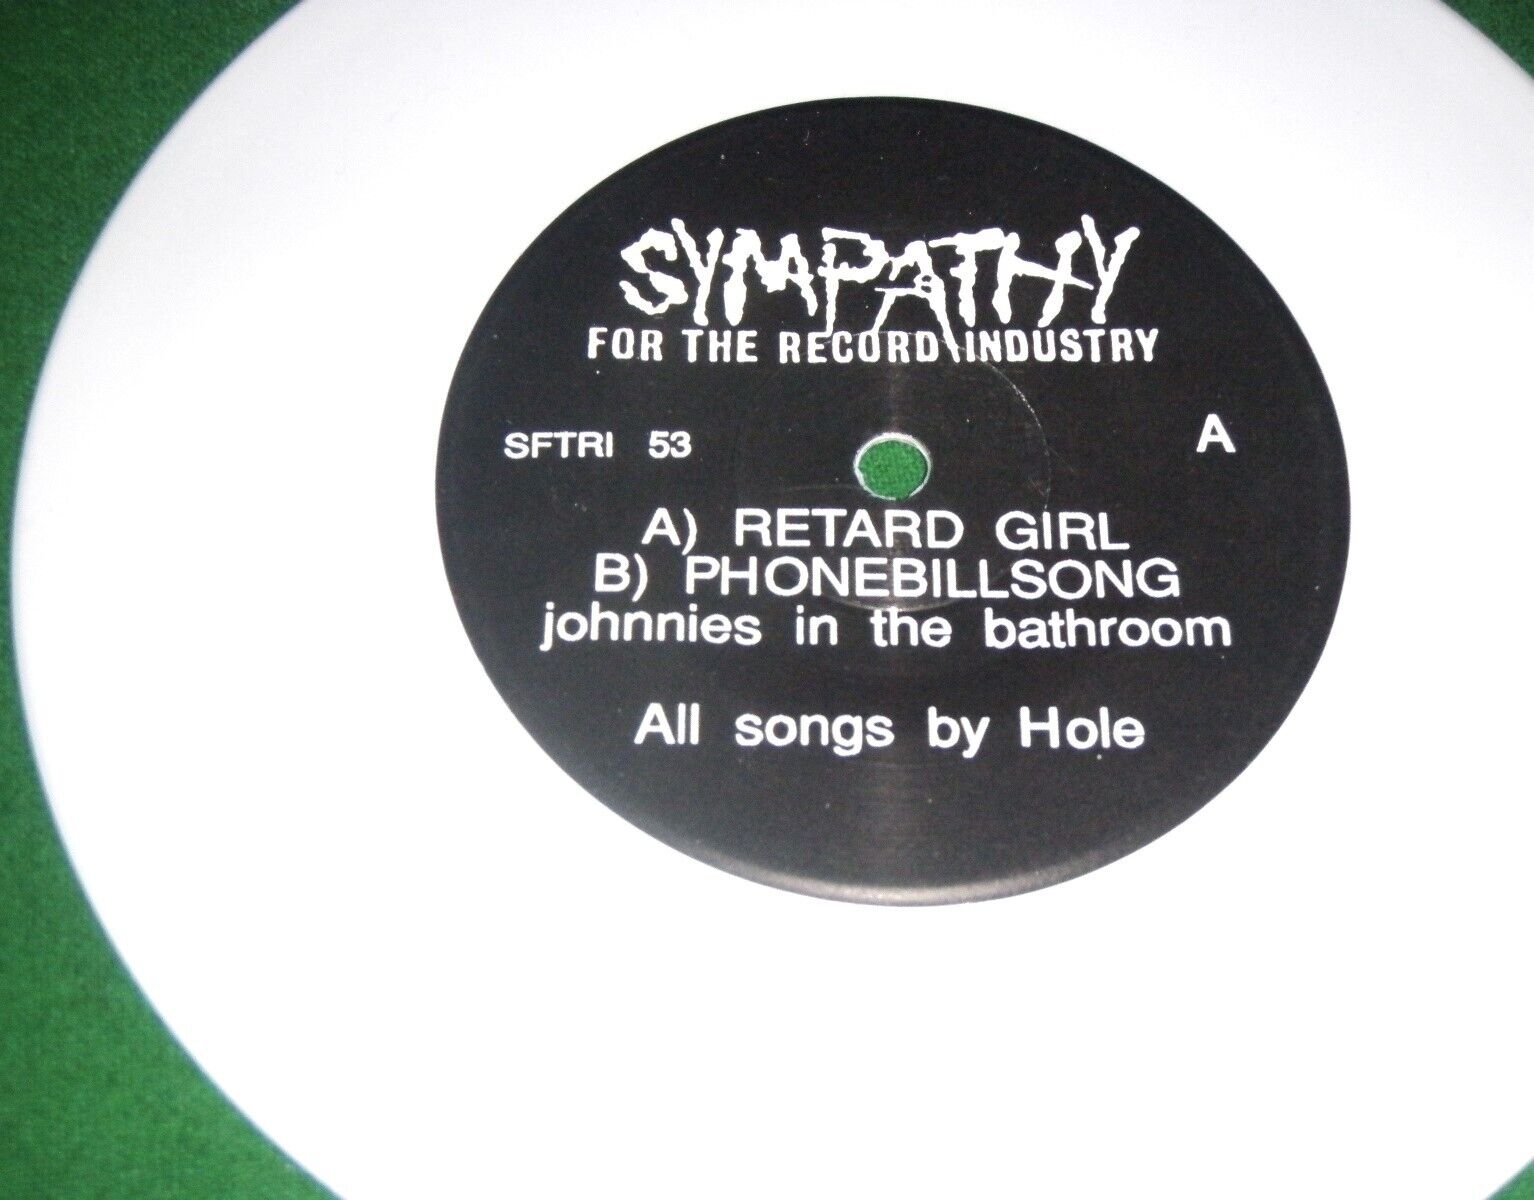 SYMPATHY
FOR THE RECORD INDUSTRY
SFTRI 53 A
A) RETARD GIRL
B) PHONEBILLSONG
johnnies in the bathroom
All songs by Hole